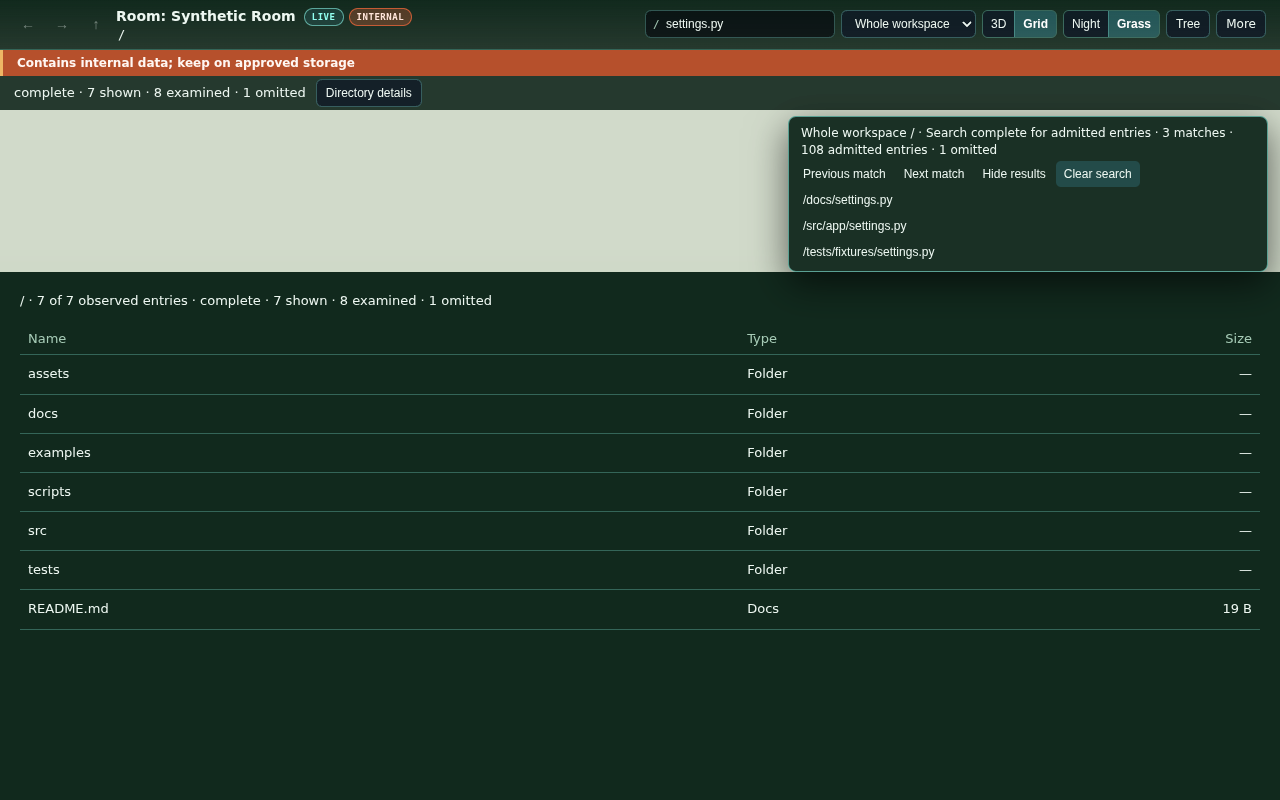 ← → ↑ Room: Synthetic Room LIVE INTERNAL / settings.py Whole workspace 3D Grid Night Grass Tree More
/
Contains internal data; keep on approved storage
complete · 7 shown · 8 examined · 1 omitted Directory details
Whole workspace / · Search complete for admitted entries · 3 matches ·
108 admitted entries · 1 omitted
Previous match Next match Hide results Clear search
/docs/settings.py
/src/app/settings.py
/tests/fixtures/settings.py
/ · 7 of 7 observed entries · complete · 7 shown · 8 examined · 1 omitted
Name Type Size
assets Folder —
docs Folder —
examples Folder —
scripts Folder —
src Folder —
tests Folder —
README.md Docs 19 B